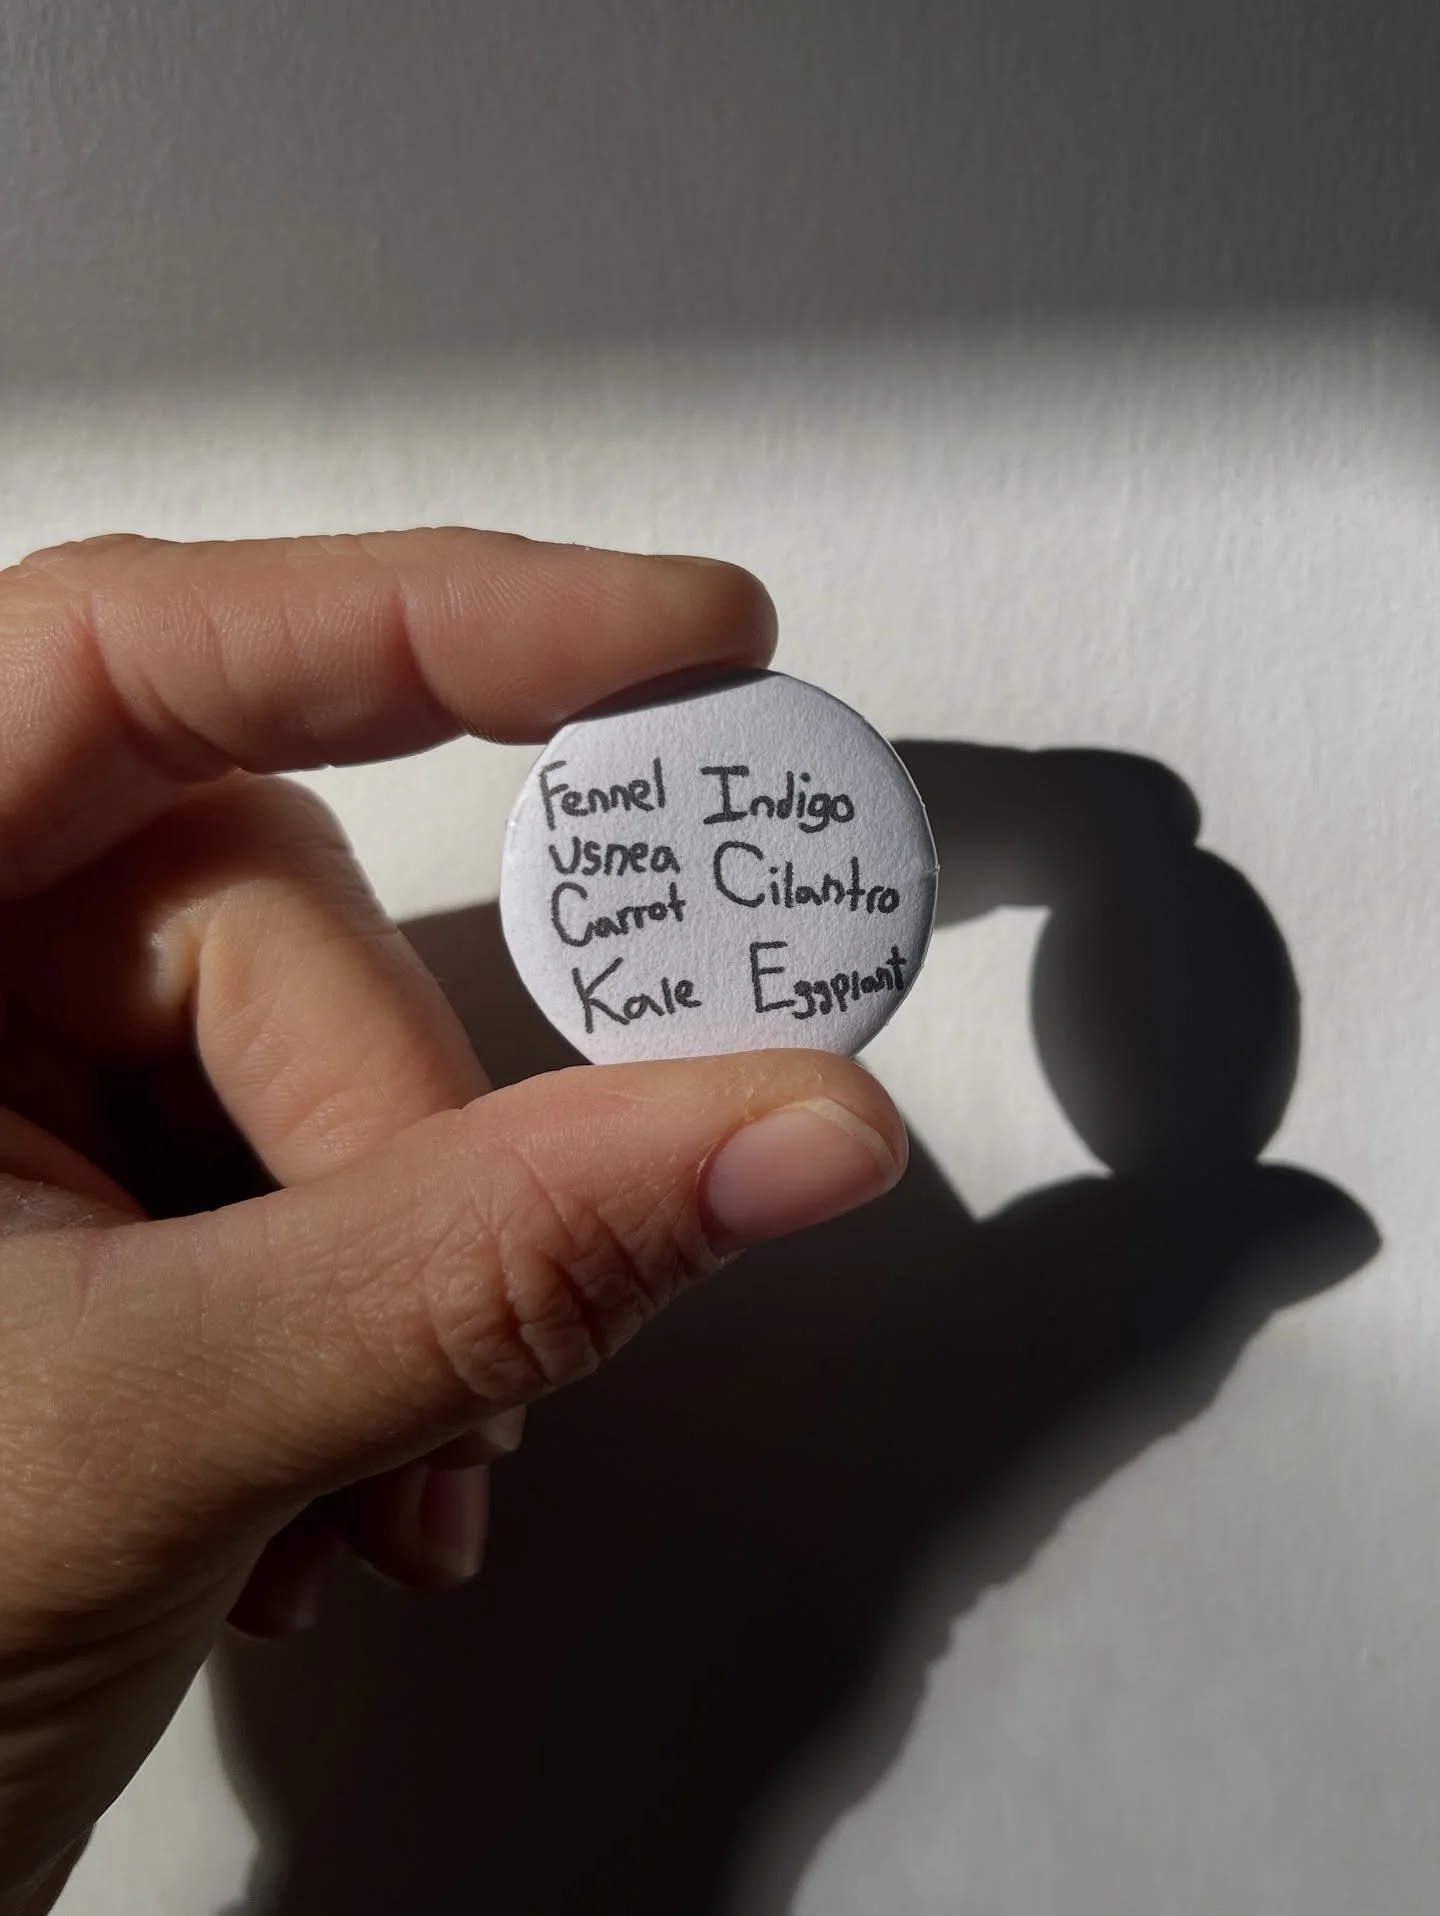 Fennel Indigo
Usnea Cilantro
Carrot
Kale Eggplant